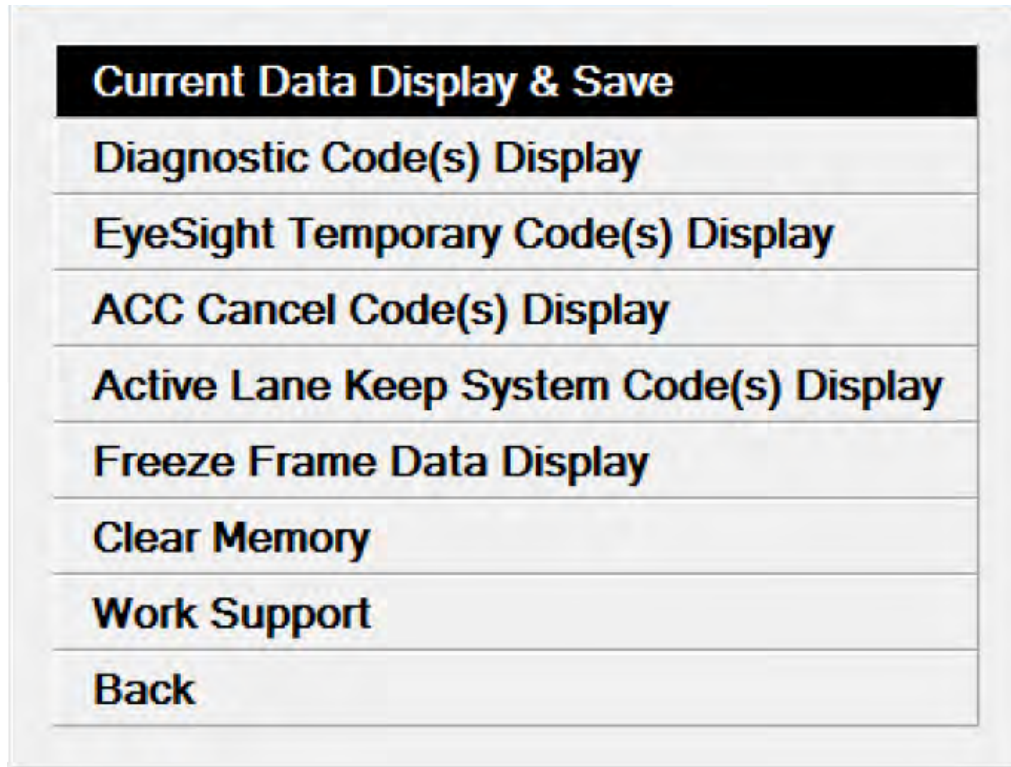 Current Data Display & Save
Diagnostic Code(s) Display
EyeSight Temporary Code(s) Display
ACC Cancel Code(s) Display
Active Lane Keep System Code(s) Display
Freeze Frame Data Display
Clear Memory
Work Support
Back